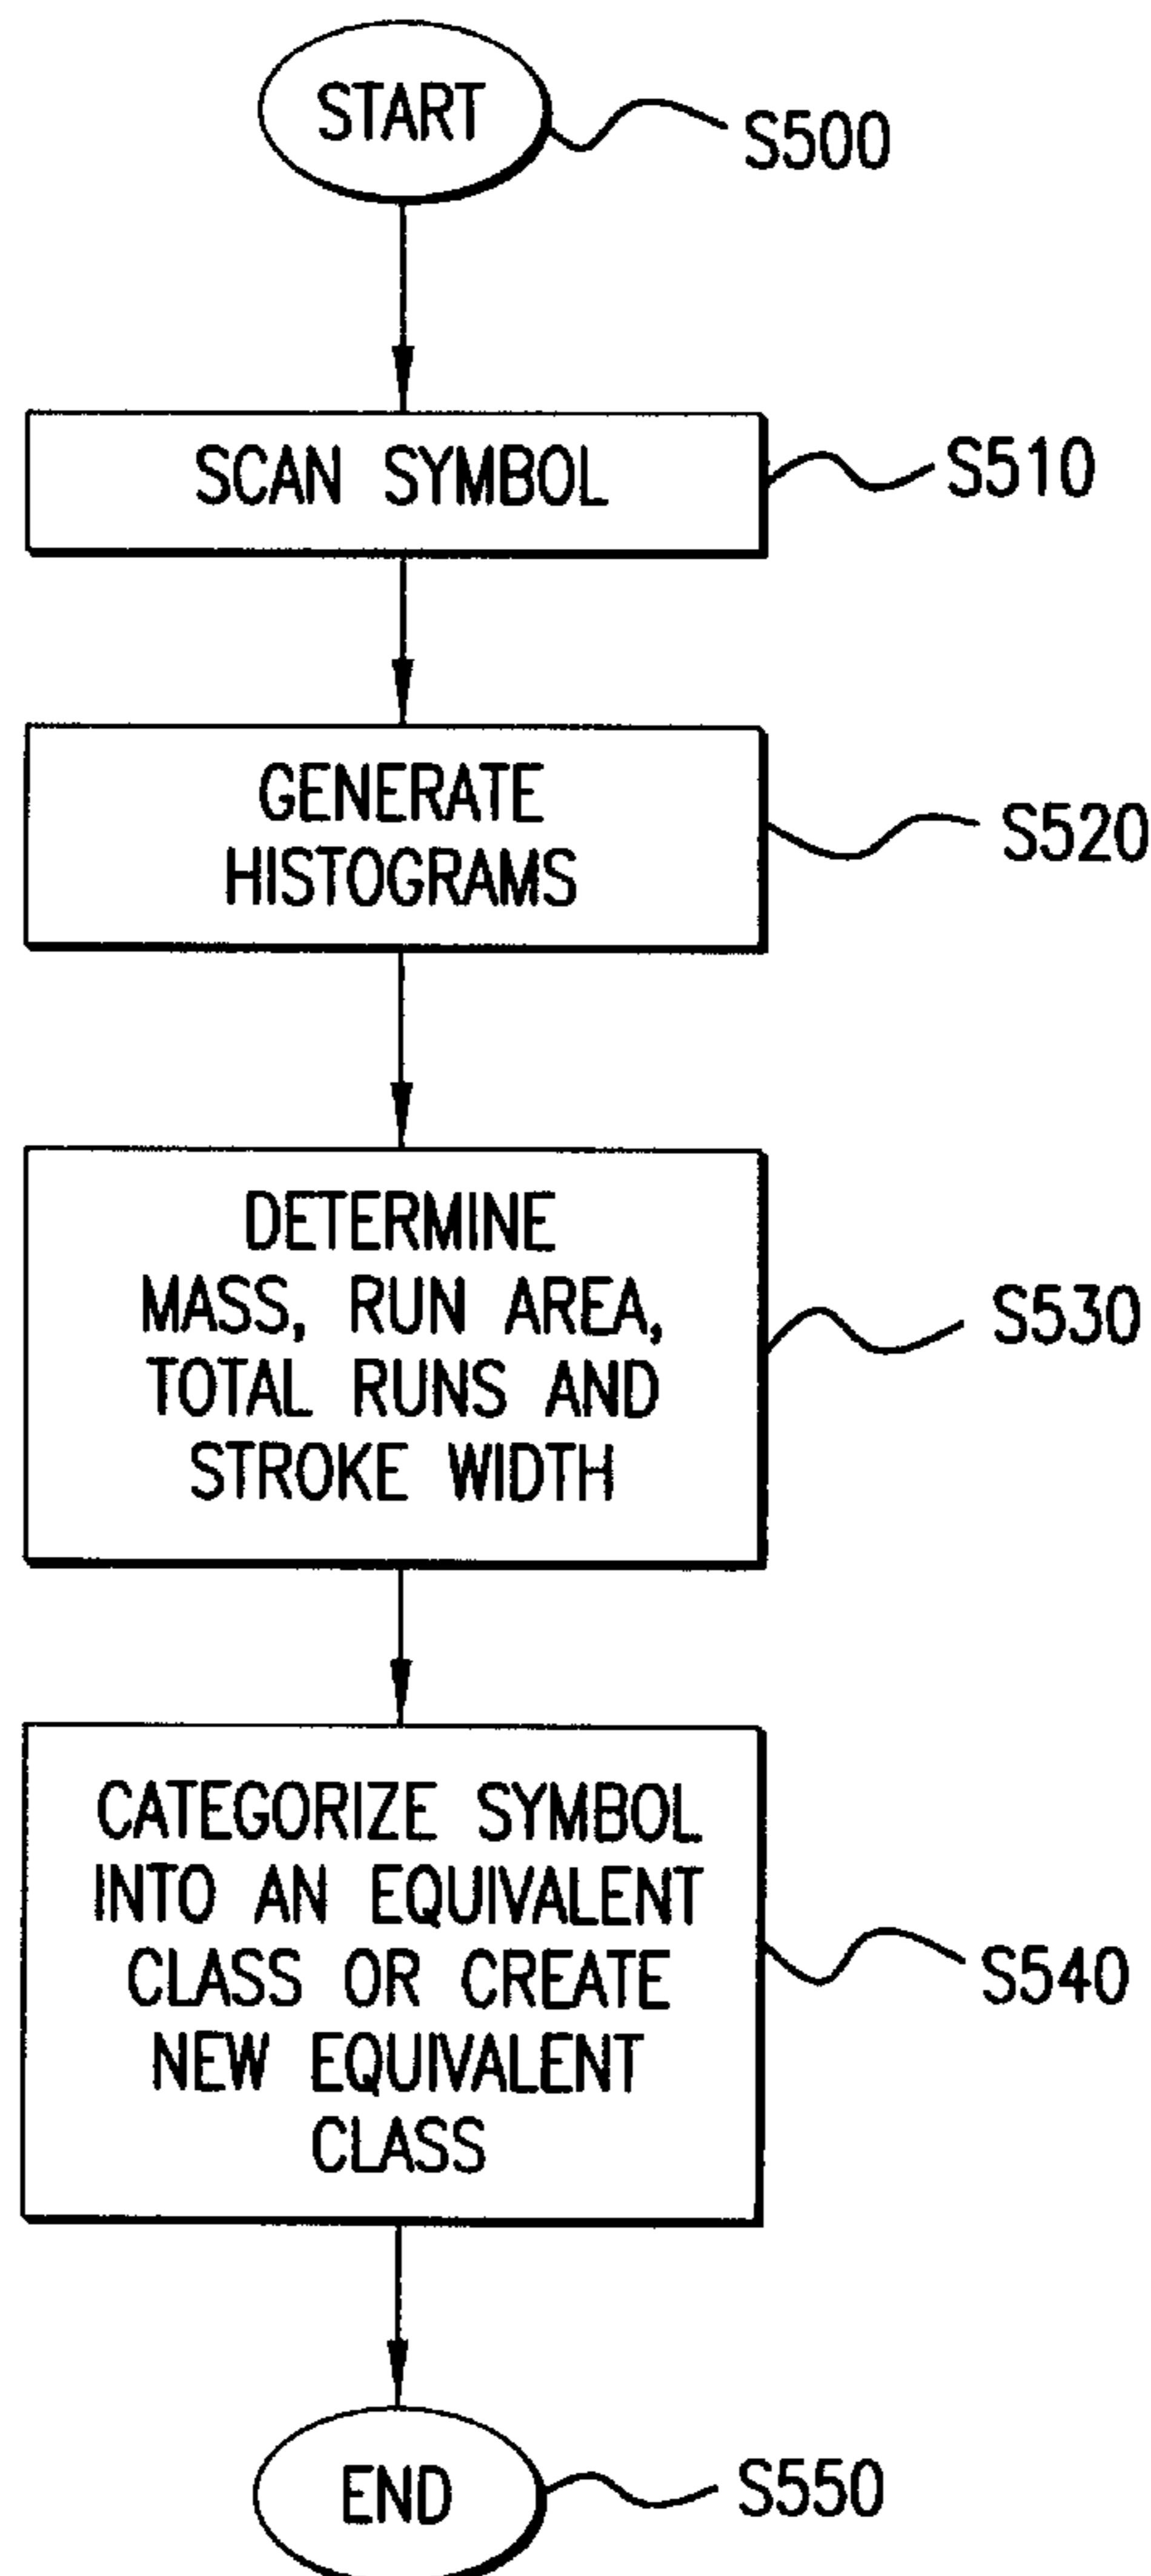 START
S500
SCAN SYMBOL
S510
GENERATE
HISTOGRAMS
S520
DETERMINE
MASS, RUN AREA,
TOTAL RUNS AND
STROKE WIDTH
S530
CATEGORIZE SYMBOL
INTO AN EQUIVALENT
CLASS OR CREATE
NEW EQUIVALENT
CLASS
S540
END
S550